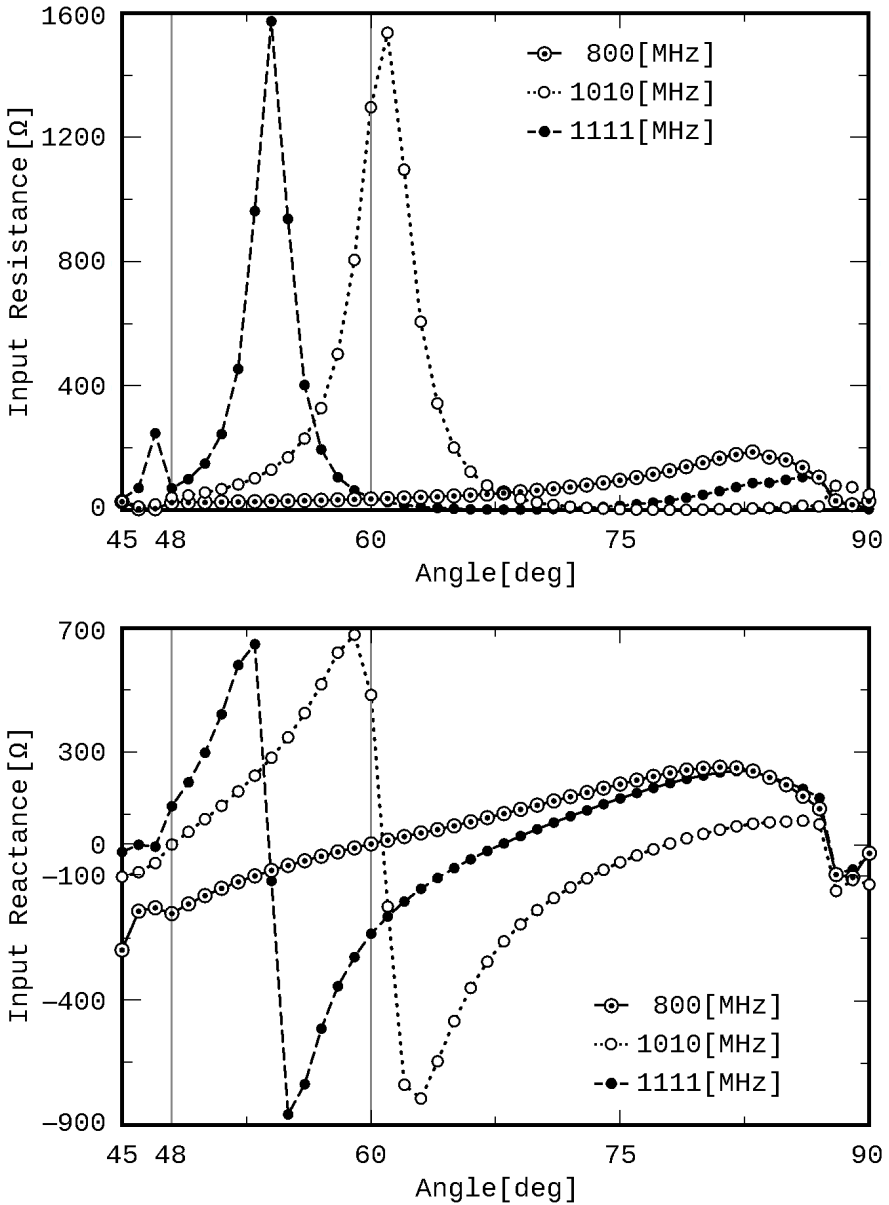 1600
1200
800
400
0
Input Resistance[Ω]
800[MHz]
1010[MHz]
1111[MHz]
45 48 60 75 90
Angle[deg]
700
300
0
−100
−400
−900
Input Reactance[Ω]
800[MHz]
1010[MHz]
1111[MHz]
45 48 60 75 90
Angle[deg]